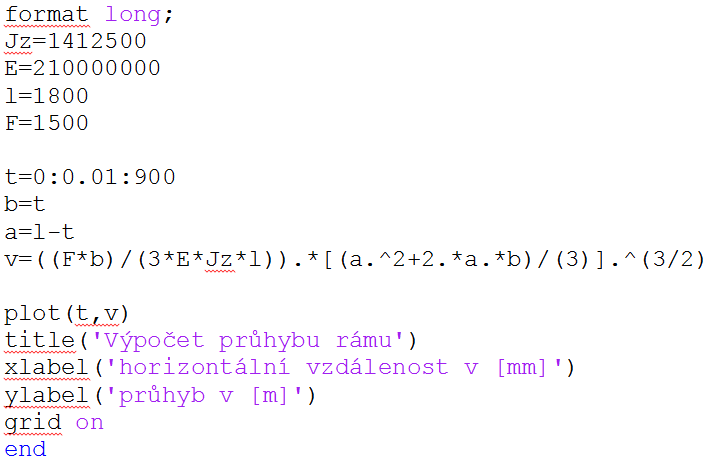 format long;
Jz=1412500
E=210000000
l=1800
F=1500
t=0:0.01:900
b=t
a=l-t
v=((F*b)/(3*E*Jz*l)).*[(a.^2+2.*a.*b)/(3)].^(3/2)
plot(t,v)
title('Výpočet průhybu rámu')
xlabel('horizontální vzdálenost v [mm]')
ylabel('průhyb v [m]')
grid on
end